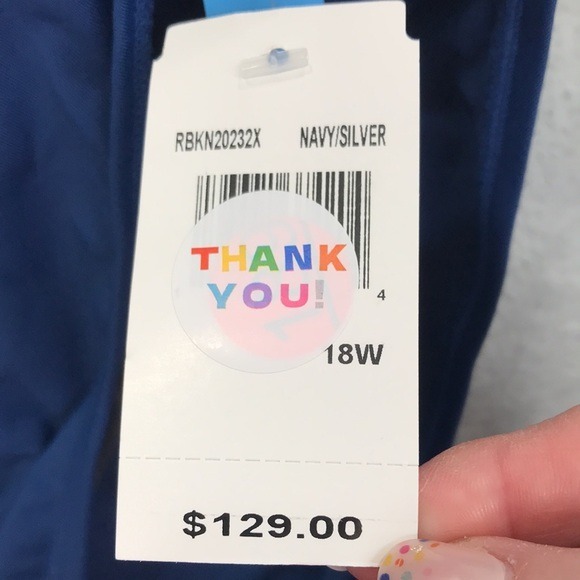 RBKN20232X NAVY/SILVER
THANK
YOU!
4
18W
$129.00